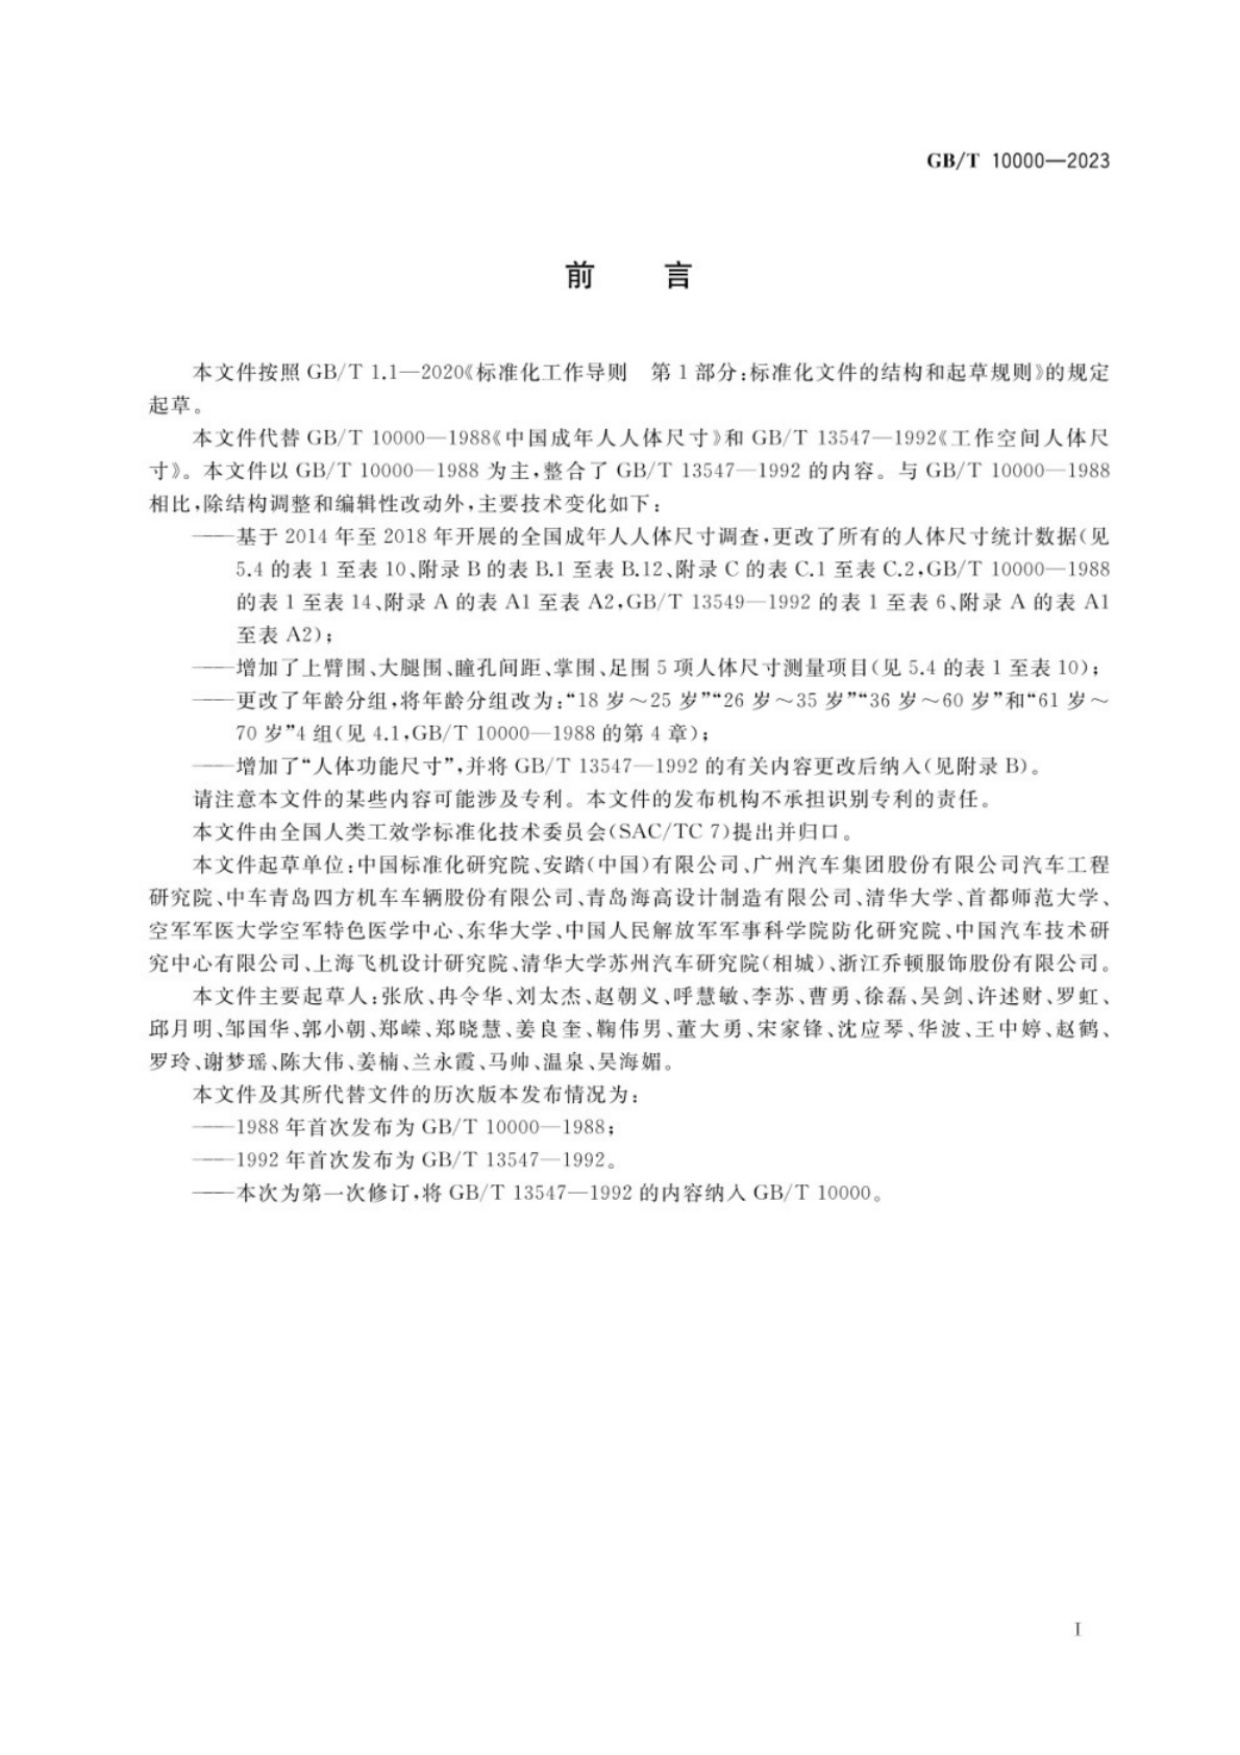 GB/T 10000—2023
前 言
本文件按照 GB/T 1.1—2020《标准化工作导则 第 1 部分:标准化文件的结构和起草规则》的规定
起草。
本文件代替 GB/T 10000—1988《中国成年人人体尺寸》和 GB/T 13547—1992《工作空间人体尺
寸》。本文件以 GB/T 10000—1988 为主,整合了 GB/T 13547—1992 的内容。与 GB/T 10000—1988
相比,除结构调整和编辑性改动外,主要技术变化如下:
——基于 2014 年至 2018 年开展的全国成年人人体尺寸调查,更改了所有的人体尺寸统计数据(见
5.4 的表 1 至表 10、附录 B 的表 B.1 至表 B.12、附录 C 的表 C.1 至表 C.2,GB/T 10000—1988
的表 1 至表 14、附录 A 的表 A1 至表 A2,GB/T 13549—1992 的表 1 至表 6、附录 A 的表 A1
至表 A2);
——增加了上臂围、大腿围、瞳孔间距、掌围、足围 5 项人体尺寸测量项目(见 5.4 的表 1 至表 10);
——更改了年龄分组,将年龄分组改为:“18 岁～25 岁”“26 岁～35 岁”“36 岁～60 岁”和“61 岁～
70 岁”4 组(见 4.1,GB/T 10000—1988 的第 4 章);
——增加了“人体功能尺寸”,并将 GB/T 13547—1992 的有关内容更改后纳入(见附录 B)。
请注意本文件的某些内容可能涉及专利。本文件的发布机构不承担识别专利的责任。
本文件由全国人类工效学标准化技术委员会(SAC/TC 7)提出并归口。
本文件起草单位:中国标准化研究院、安踏(中国)有限公司、广州汽车集团股份有限公司汽车工程
研究院、中车青岛四方机车车辆股份有限公司、青岛海高设计制造有限公司、清华大学、首都师范大学、
空军军医大学空军特色医学中心、东华大学、中国人民解放军军事科学院防化研究院、中国汽车技术研
究中心有限公司、上海飞机设计研究院、清华大学苏州汽车研究院(相城)、浙江乔顿服饰股份有限公司。
本文件主要起草人:张欣、冉令华、刘太杰、赵朝义、呼慧敏、李苏、曹勇、徐磊、吴剑、许述财、罗虹、
邱月明、邹国华、郭小朝、郑嵘、郑晓慧、姜良奎、鞠伟男、董大勇、宋家锋、沈应琴、华波、王中婷、赵鹤、
罗玲、谢梦瑶、陈大伟、姜楠、兰永霞、马帅、温泉、吴海媚。
本文件及其所代替文件的历次版本发布情况为:
——1988 年首次发布为 GB/T 10000—1988;
——1992 年首次发布为 GB/T 13547—1992。
——本次为第一次修订,将 GB/T 13547—1992 的内容纳入 GB/T 10000。
I